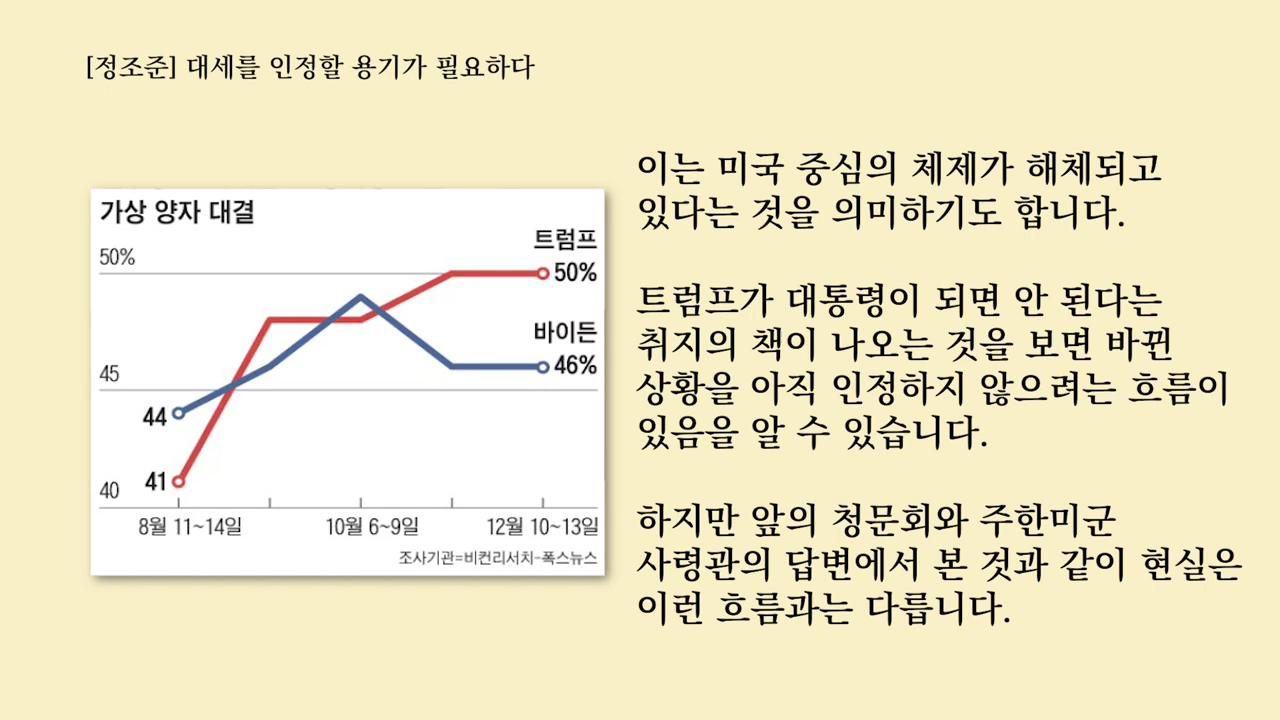 [정조준] 대세를 인정할 용기가 필요하다
가상 양자 대결
트럼프
50%
50%
바이든
46%
45
44
41
40
8월 11~14일
10월 6~9일
12월 10~13일
조사기관=비컨리서치-폭스뉴스
이는 미국 중심의 체제가 해체되고
있다는 것을 의미하기도 합니다.
트럼프가 대통령이 되면 안 된다는
취지의 책이 나오는 것을 보면 바뀐
상황을 아직 인정하지 않으려는 흐름이
있음을 알 수 있습니다.
하지만 앞의 청문회와 주한미군
사령관의 답변에서 본 것과 같이 현실은
이런 흐름과는 다릅니다.